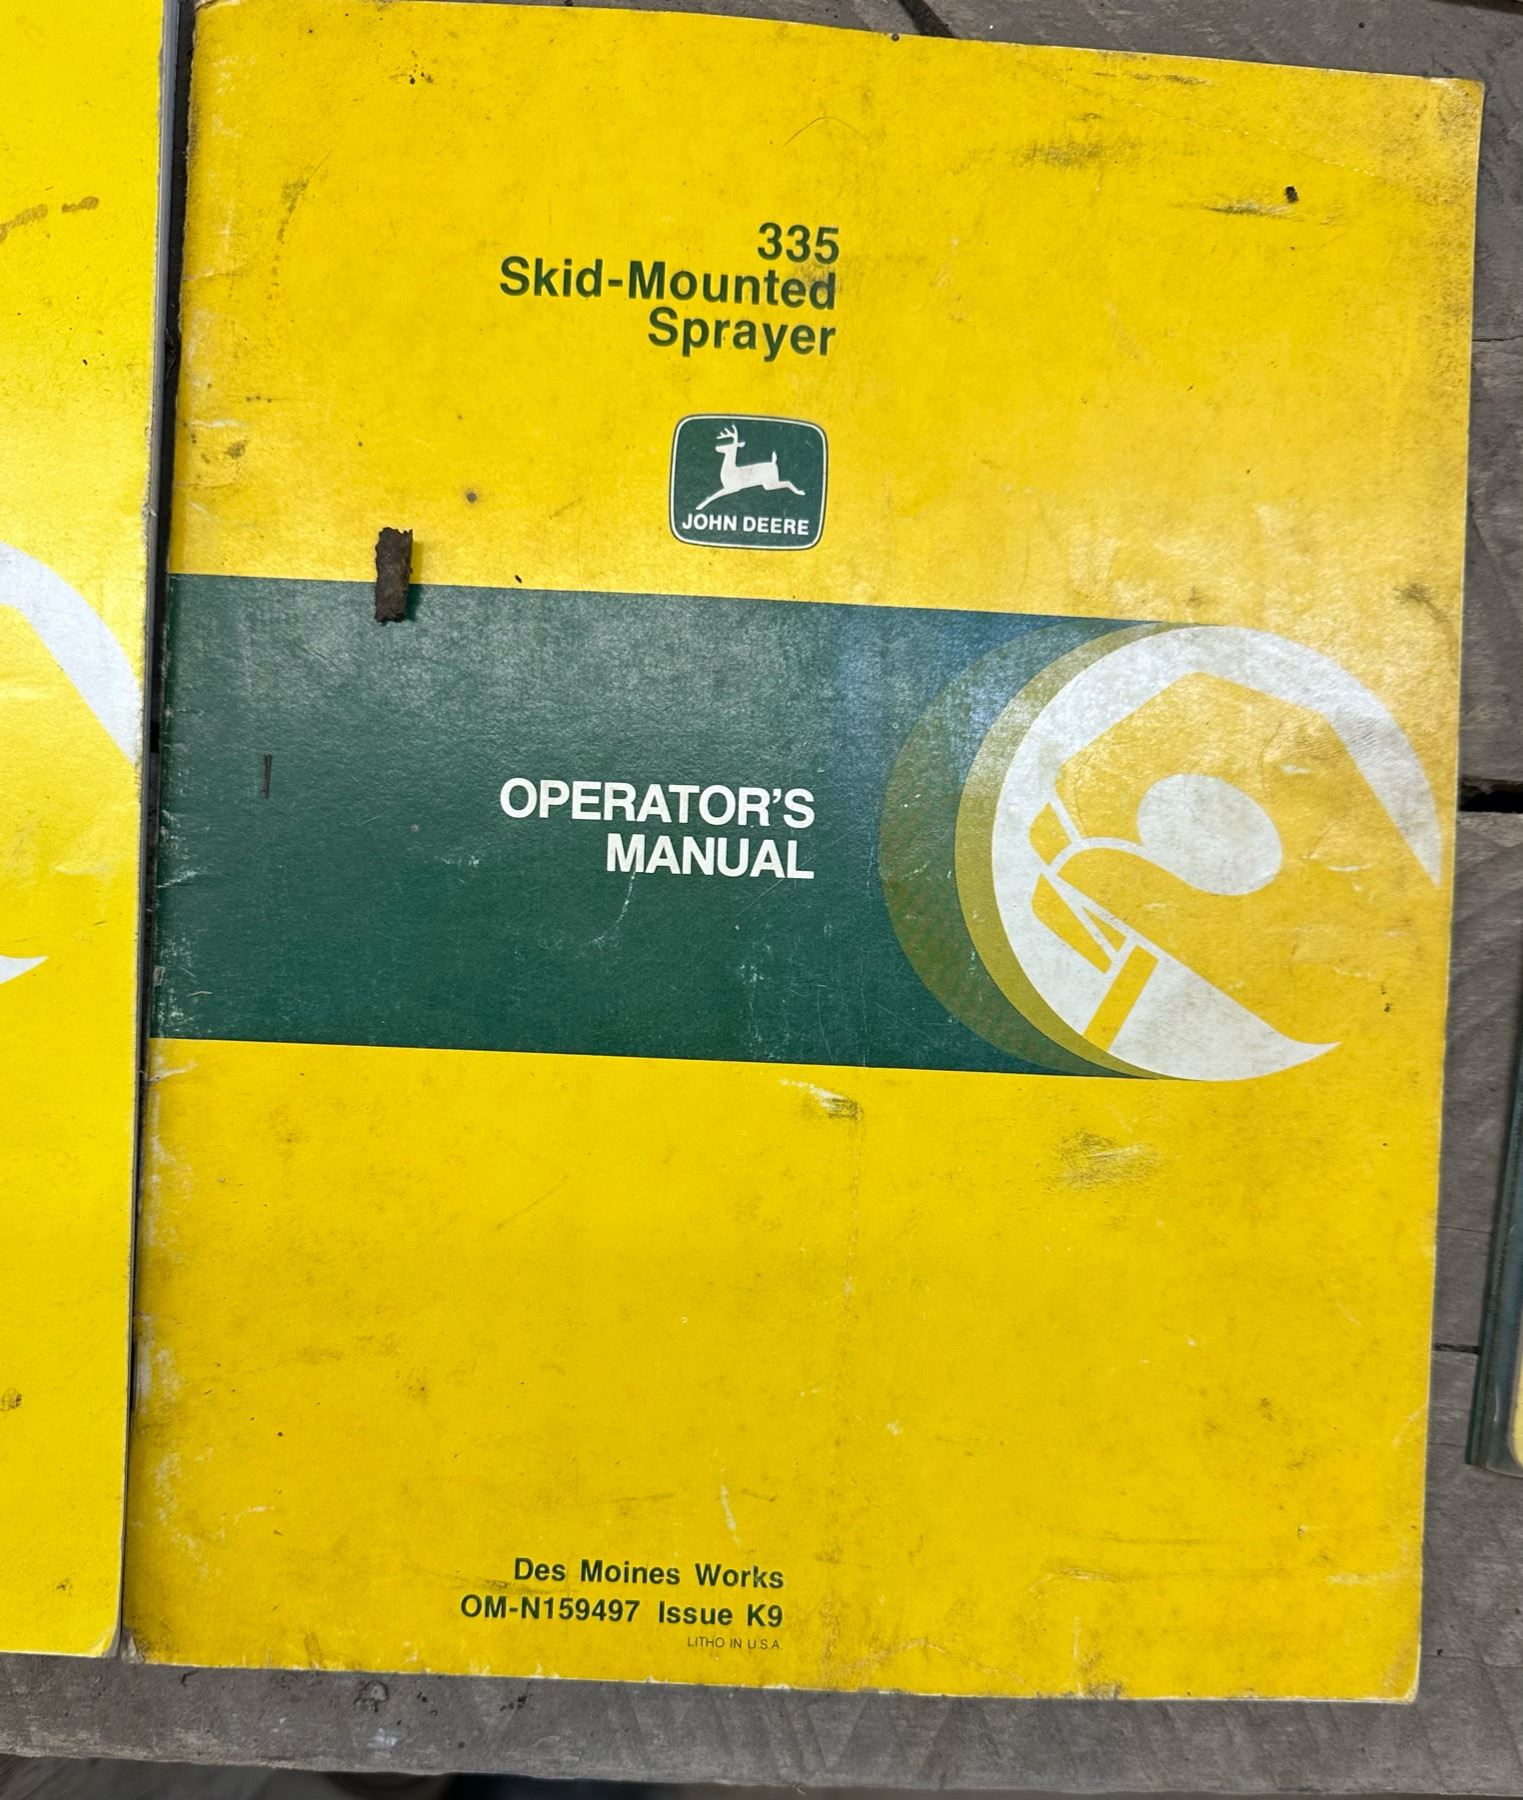 335
Skid-Mounted
Sprayer
JOHN DEERE
OPERATOR'S
MANUAL
Des Moines Works
OM-N159497 Issue K9
LITHO IN U.S.A.